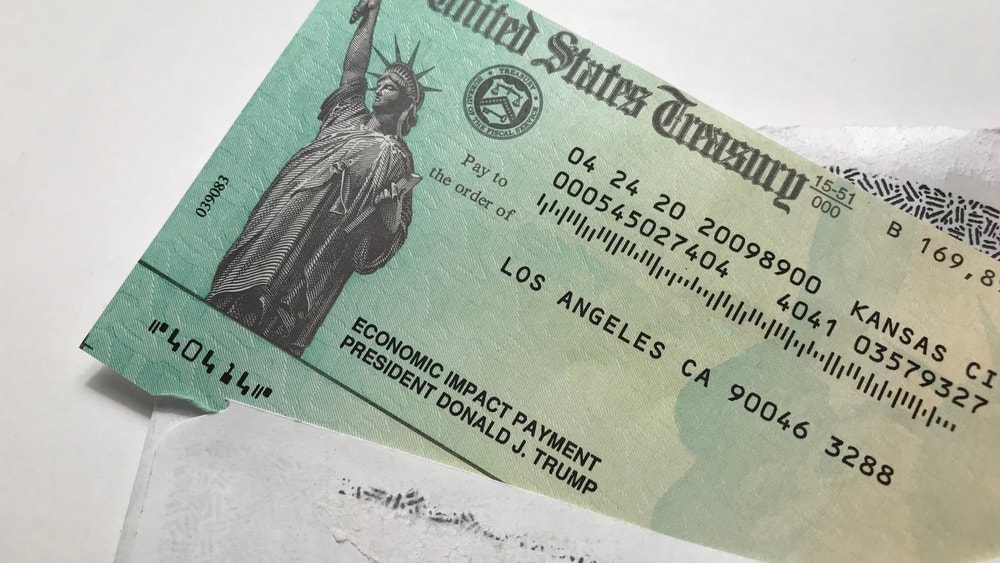 United States Treasury
15-51
000
B 169,8
039083
Pay to
the order of
04 24 20 20098900 KANSAS CI
000545027404 4041 03579327
LOS ANGELES CA 90046 3288
ECONOMIC IMPACT PAYMENT
PRESIDENT DONALD J. TRUMP
⑈40414⑈